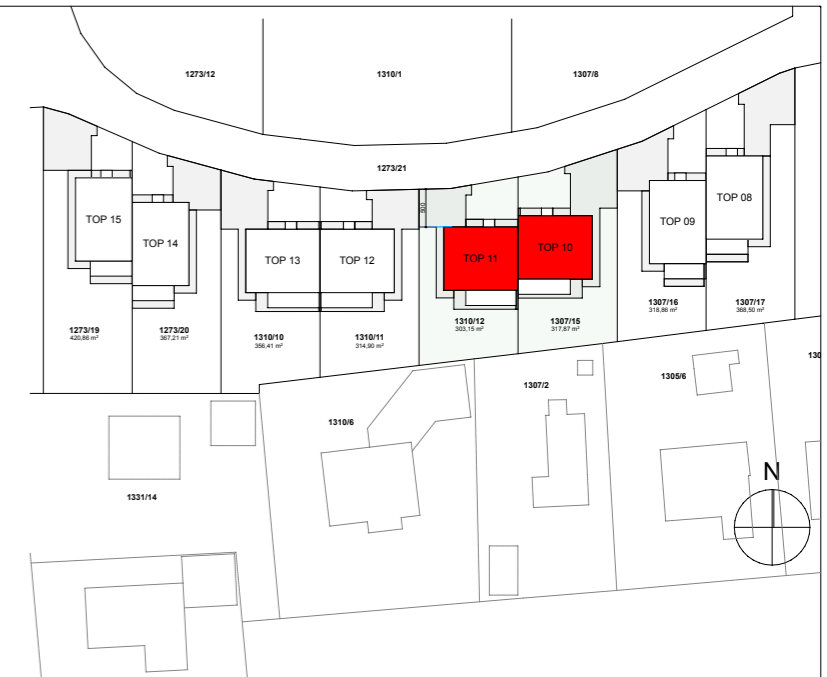 1273/12
1310/1
1307/8
1273/21
TOP 15
TOP 14
TOP 13
TOP 12
TOP 11
TOP 10
TOP 09
TOP 08
1273/19
420,86 m²
1273/20
367,21 m²
1310/10
356,41 m²
1310/11
314,90 m²
1310/12
303,15 m²
1307/15
317,87 m²
1307/16
318,86 m²
1307/17
368,50 m²
1310/6
1307/2
1305/6
130
1331/14
N